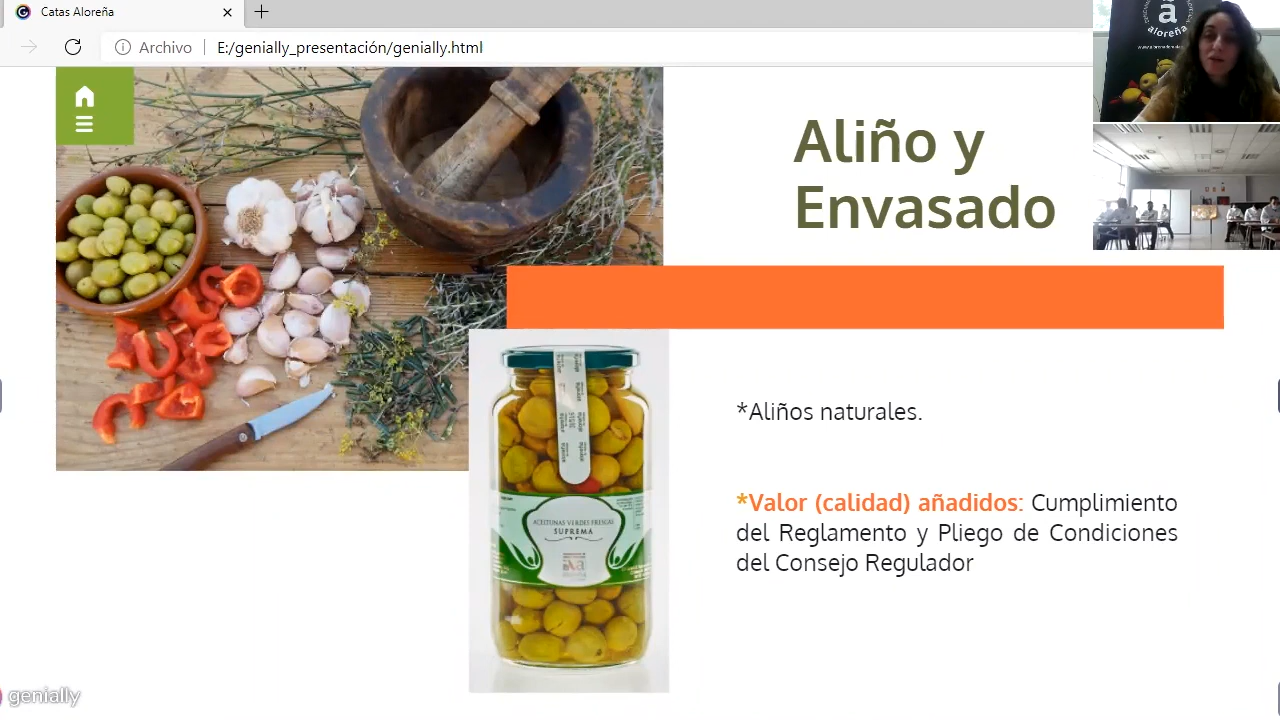 Catas Aloreña
Archivo
E:/genially_presentación/genially.html
aloreña
Aliño y
Envasado
*Aliños naturales.
*Valor (calidad) añadidos: Cumplimiento
del Reglamento y Pliego de Condiciones
del Consejo Regulador
ACEITUNAS VERDES FRESCAS
SUPREMA
genially